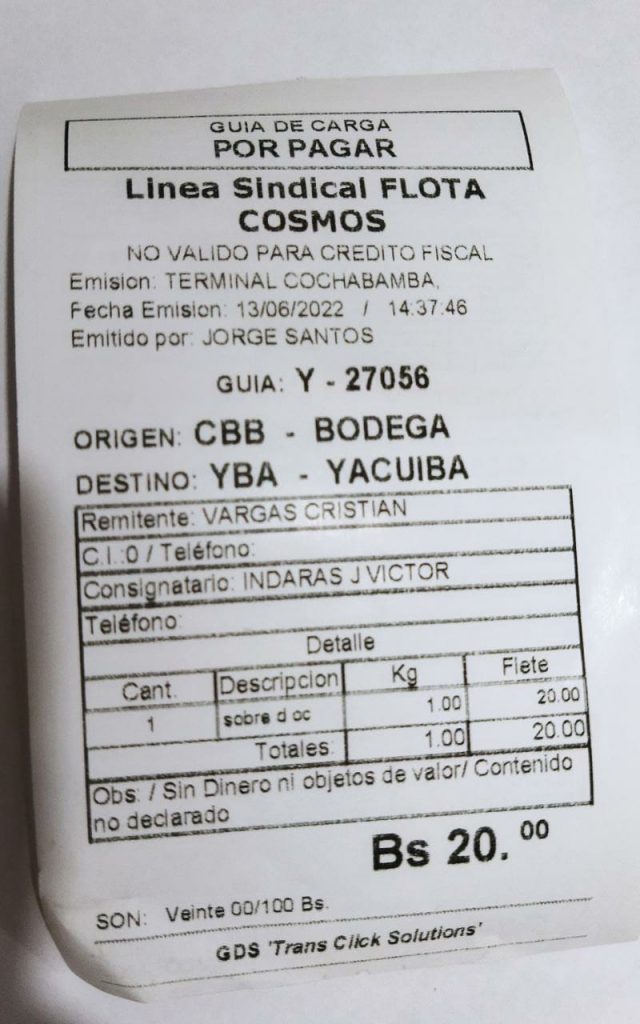 GUIA DE CARGA
POR PAGAR
Linea Sindical FLOTA
COSMOS
NO VALIDO PARA CREDITO FISCAL
Emision: TERMINAL COCHABAMBA,
Fecha Emision: 13/06/2022 / 14:37:46
Emitido por: JORGE SANTOS
GUIA: Y - 27056
ORIGEN: CBB - BODEGA
DESTINO: YBA - YACUIBA
Remitente: VARGAS CRISTIAN
C.I.:0 / Teléfono:
Consignatario: INDARAS J VICTOR
Teléfono:
Detalle
Cant. Descripcion Kg Flete
1 sobre d oc 1.00 20.00
Totales: 1.00 20.00
Obs: / Sin Dinero ni objetos de valor/ Contenido
no declarado
Bs 20.00
SON: Veinte 00/100 Bs.
GDS 'Trans Click Solutions'